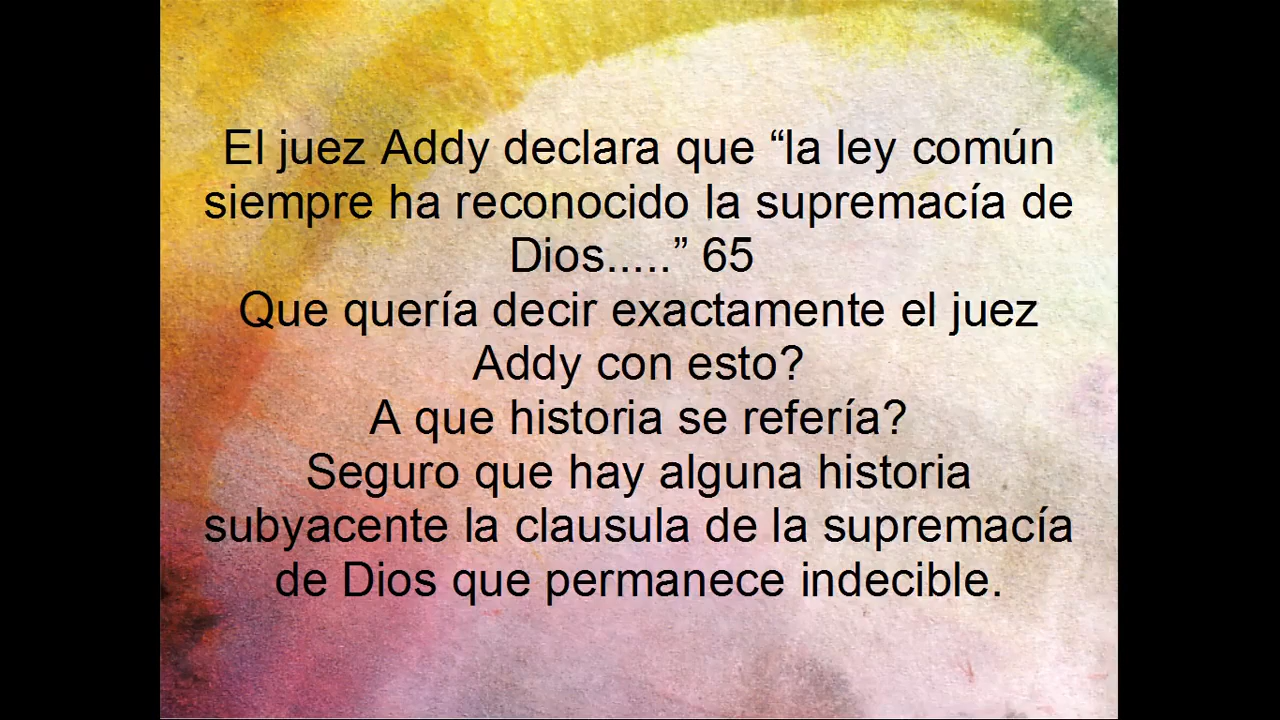 El juez Addy declara que “la ley común
siempre ha reconocido la supremacía de
Dios.....” 65
Que quería decir exactamente el juez
Addy con esto?
A que historia se refería?
Seguro que hay alguna historia
subyacente la clausula de la supremacía
de Dios que permanece indecible.